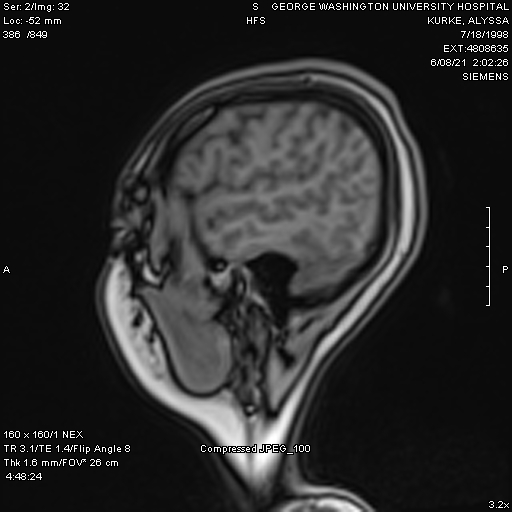 Ser: 2/Img: 32
Loc: -52 mm
386 /849
S GEORGE WASHINGTON UNIVERSITY HOSPITAL
HFS KURKE, ALYSSA
7/18/1998
EXT:4808635
6/08/21 2:02:26
SIEMENS
A
P
160 x 160/1 NEX
TR 3.1/TE 1.4/Flip Angle 8
Thk 1.6 mm/FOV* 26 cm
4:48:24
Compressed JPEG_100
3.2x